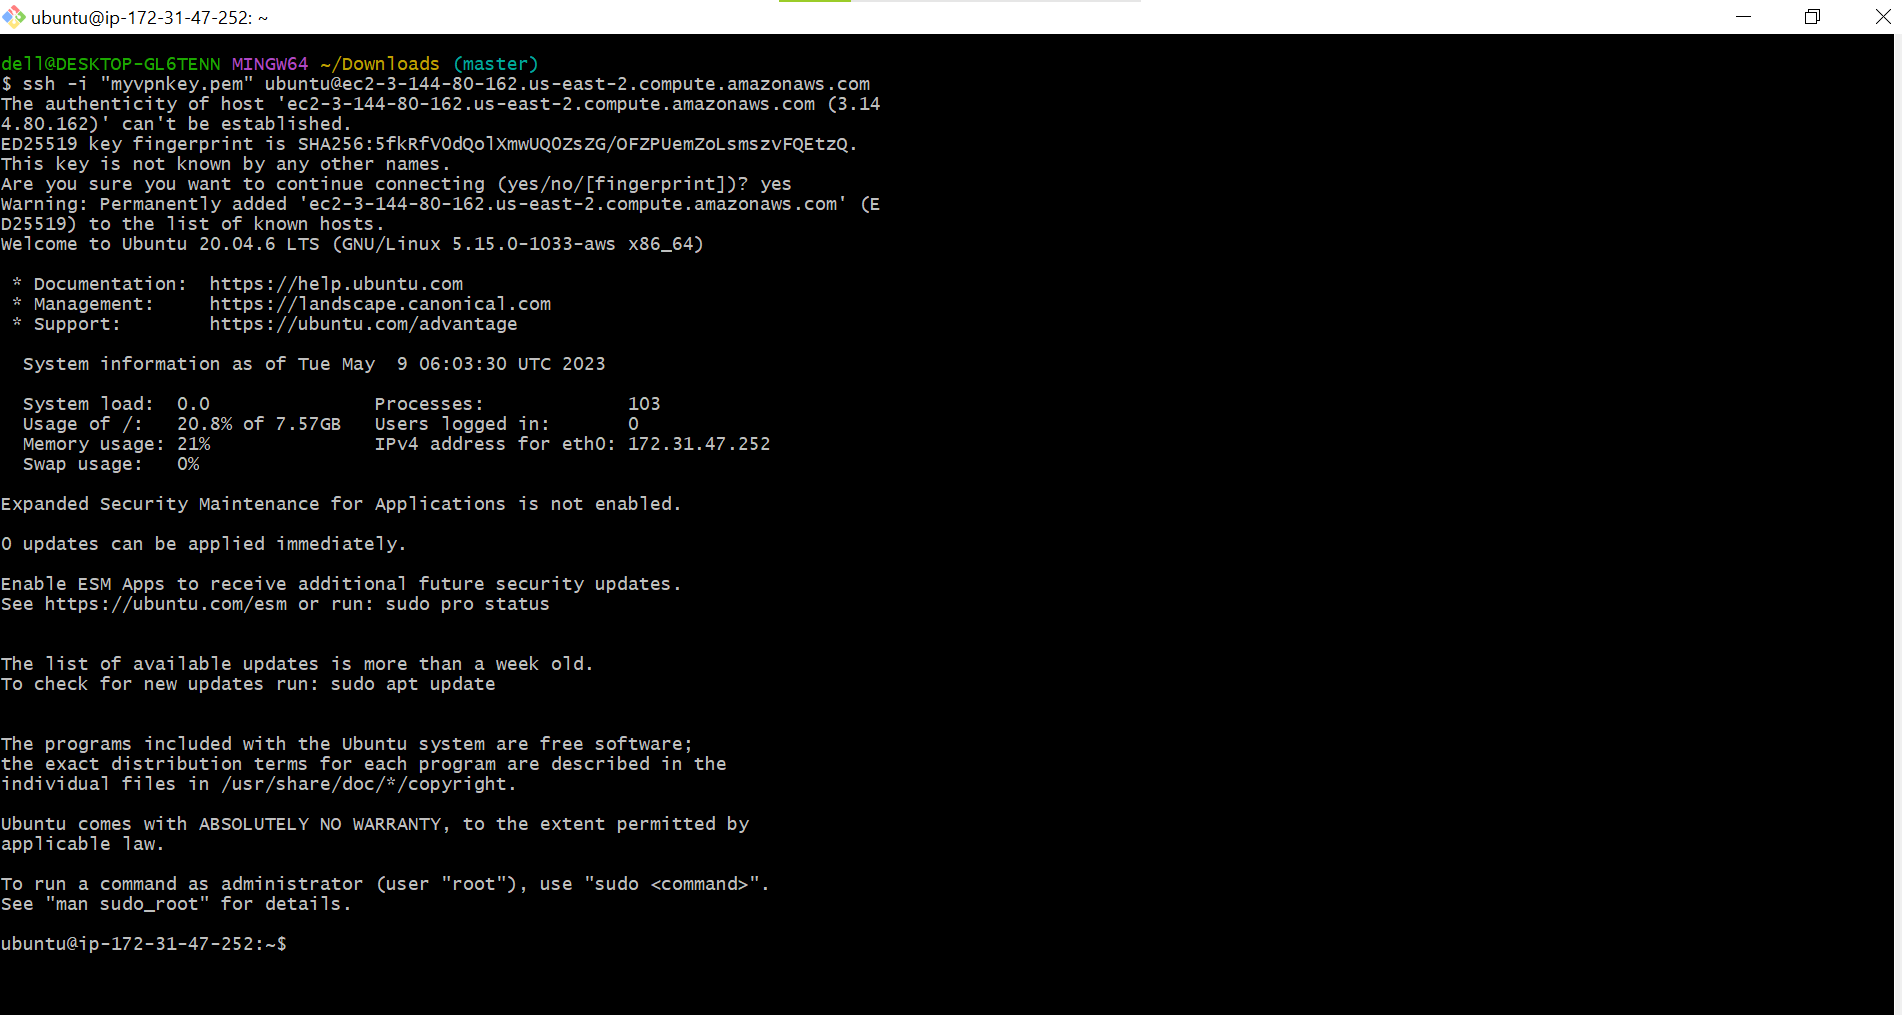 ubuntu@ip-172-31-47-252: ~
dell@DESKTOP-GL6TENN MINGW64 ~/Downloads (master)
$ ssh -i "myvpnkey.pem" ubuntu@ec2-3-144-80-162.us-east-2.compute.amazonaws.com
The authenticity of host 'ec2-3-144-80-162.us-east-2.compute.amazonaws.com (3.14
4.80.162)' can't be established.
ED25519 key fingerprint is SHA256:5fkRfV0dQolXmwUQ0ZsZG/OFZPUemZoLsmszvFQEtzQ.
This key is not known by any other names.
Are you sure you want to continue connecting (yes/no/[fingerprint])? yes
Warning: Permanently added 'ec2-3-144-80-162.us-east-2.compute.amazonaws.com' (E
D25519) to the list of known hosts.
Welcome to Ubuntu 20.04.6 LTS (GNU/Linux 5.15.0-1033-aws x86_64)
* Documentation:  https://help.ubuntu.com
* Management:     https://landscape.canonical.com
* Support:        https://ubuntu.com/advantage
System information as of Tue May  9 06:03:30 UTC 2023
System load:  0.0               Processes:             103
Usage of /:   20.8% of 7.57GB   Users logged in:       0
Memory usage: 21%               IPv4 address for eth0: 172.31.47.252
Swap usage:   0%
Expanded Security Maintenance for Applications is not enabled.
0 updates can be applied immediately.
Enable ESM Apps to receive additional future security updates.
See https://ubuntu.com/esm or run: sudo pro status
The list of available updates is more than a week old.
To check for new updates run: sudo apt update
The programs included with the Ubuntu system are free software;
the exact distribution terms for each program are described in the
individual files in /usr/share/doc/*/copyright.
Ubuntu comes with ABSOLUTELY NO WARRANTY, to the extent permitted by
applicable law.
To run a command as administrator (user "root"), use "sudo <command>".
See "man sudo_root" for details.
ubuntu@ip-172-31-47-252:~$